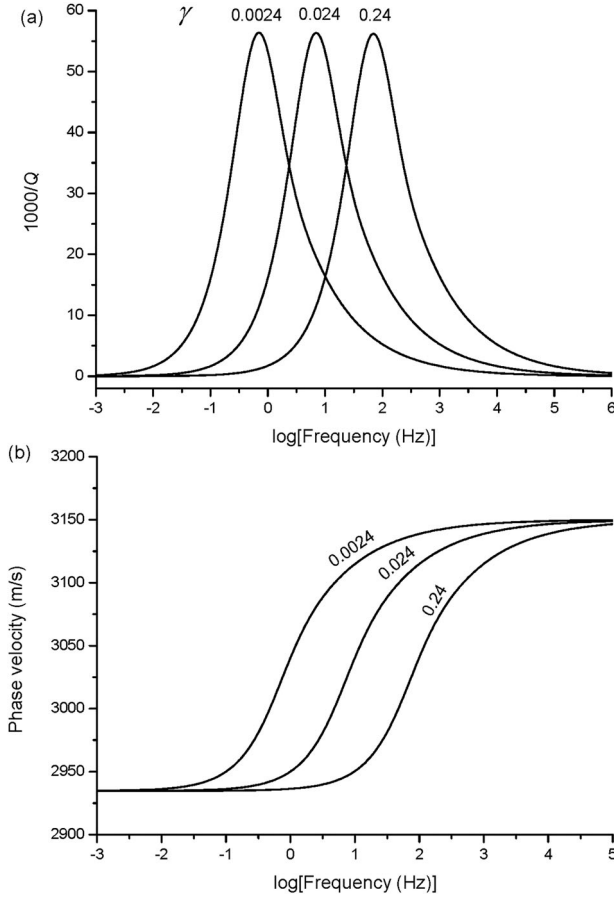 (a)
γ 0.0024 0.024 0.24
60
50
40
30
20
10
0
1000/Q
-3 -2 -1 0 1 2 3 4 5 6
log[Frequency (Hz)]
(b)
3200
3150
3100
3050
3000
2950
2900
Phase velocity (m/s)
0.0024
0.024
0.24
-3 -2 -1 0 1 2 3 4 5
log[Frequency (Hz)]